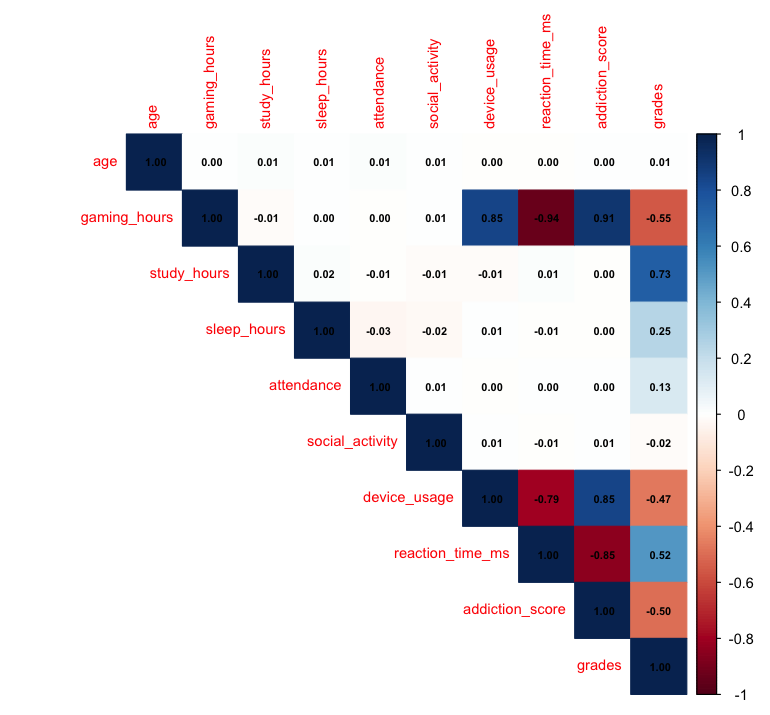 age gaming_hours study_hours sleep_hours attendance social_activity device_usage reaction_time_ms addiction_score grades
age 1.00 0.00 0.01 0.01 0.01 0.01 0.00 0.00 0.00 0.01
gaming_hours 1.00 -0.01 0.00 0.00 0.01 0.85 -0.94 0.91 -0.55
study_hours 1.00 0.02 -0.01 -0.01 -0.01 0.01 0.00 0.73
sleep_hours 1.00 -0.03 -0.02 0.01 -0.01 0.00 0.25
attendance 1.00 0.01 0.00 0.00 0.00 0.13
social_activity 1.00 0.01 -0.01 0.01 -0.02
device_usage 1.00 -0.79 0.85 -0.47
reaction_time_ms 1.00 -0.85 0.52
addiction_score 1.00 -0.50
grades 1.00
1
0.8
0.6
0.4
0.2
0
-0.2
-0.4
-0.6
-0.8
-1